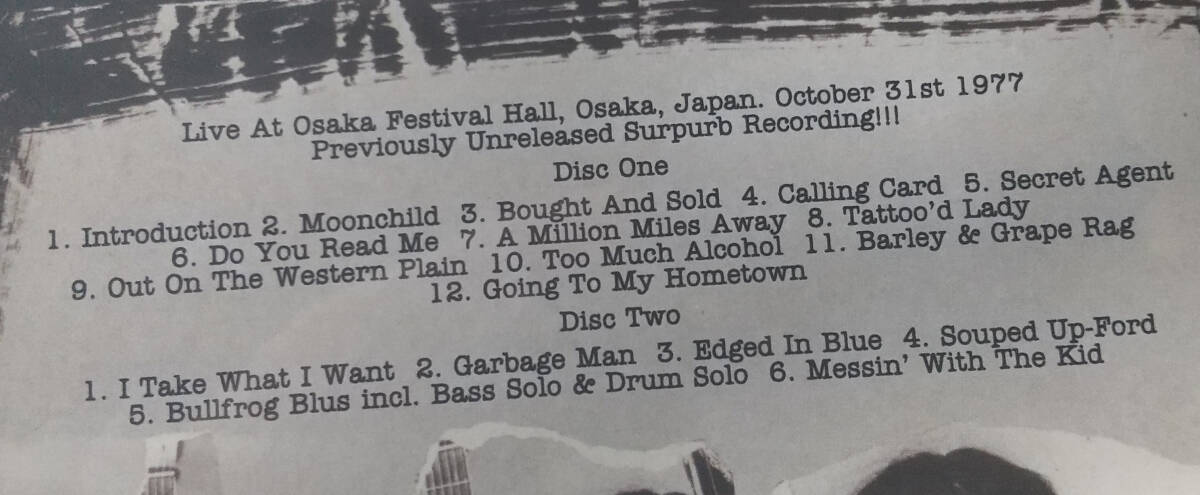 Live At Osaka Festival Hall, Osaka, Japan. October 31st 1977
Previously Unreleased Surpurb Recording!!!
Disc One
1. Introduction 2. Moonchild 3. Bought And Sold 4. Calling Card 5. Secret Agent
6. Do You Read Me 7. A Million Miles Away 8. Tattoo'd Lady
9. Out On The Western Plain 10. Too Much Alcohol 11. Barley & Grape Rag
12. Going To My Hometown
Disc Two
1. I Take What I Want 2. Garbage Man 3. Edged In Blue 4. Souped Up-Ford
5. Bullfrog Blus incl. Bass Solo & Drum Solo 6. Messin' With The Kid